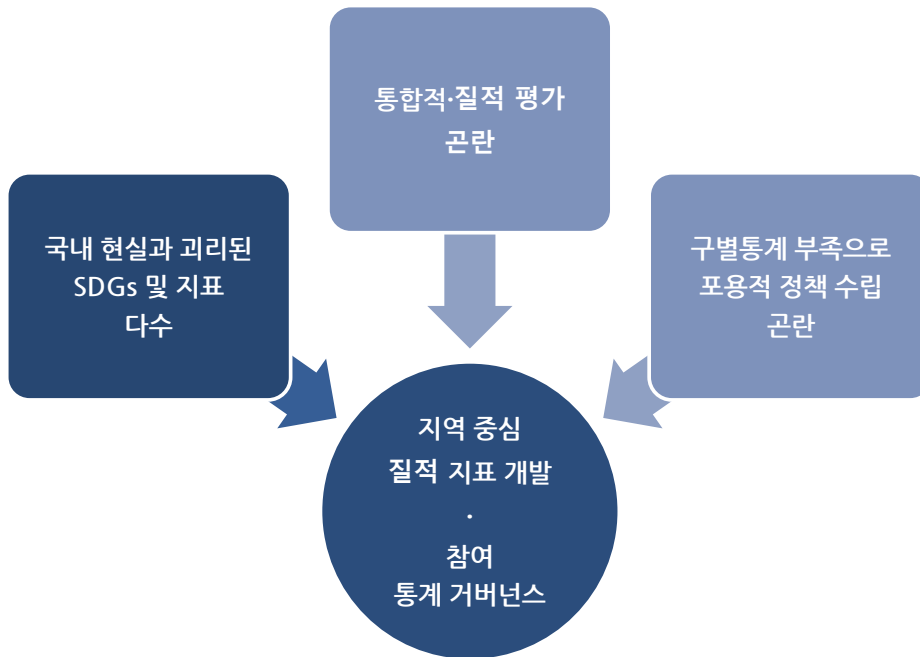 통합적·질적 평가
곤란
국내 현실과 괴리된
SDGs 및 지표
다수
구별통계 부족으로
포용적 정책 수립
곤란
지역 중심
질적 지표 개발
·
참여
통계 거버넌스